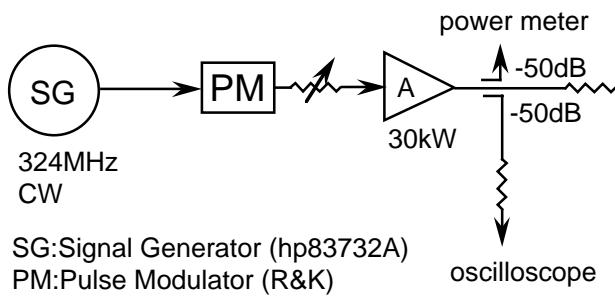 power meter
-50dB
SG
PM
A
-50dB
30kW
324MHz
CW
SG:Signal Generator (hp83732A)
PM:Pulse Modulator (R&K)
oscilloscope